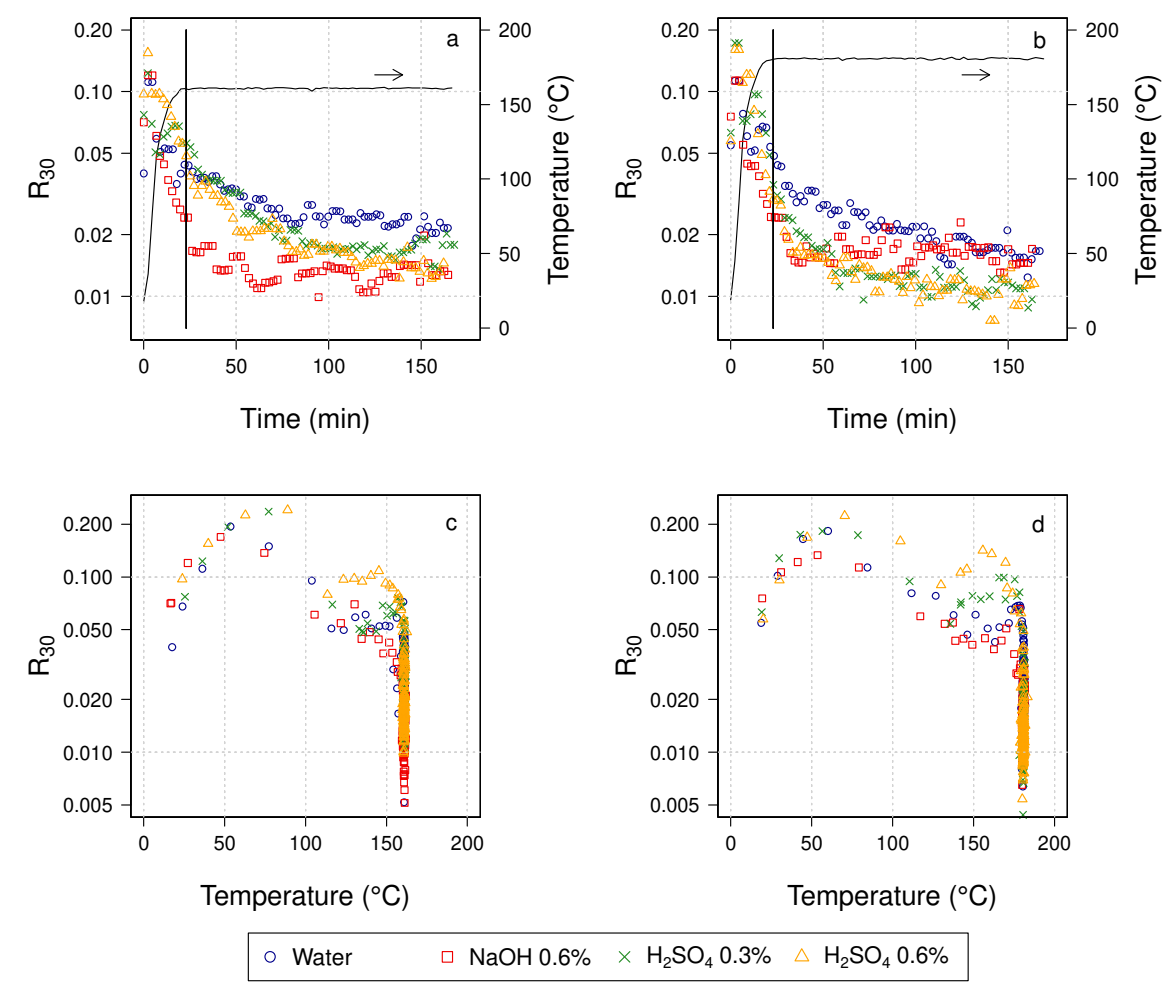 a
0.20
0.10
0.05
0.02
0.01
R30
200
150
100
50
0
Temperature (°C)
0 50 100 150
Time (min)
b
0.20
0.10
0.05
0.02
0.01
R30
200
150
100
50
0
Temperature (°C)
0 50 100 150
Time (min)
c
0.200
0.100
0.050
0.020
0.010
0.005
R30
0 50 100 150 200
Temperature (°C)
d
0.200
0.100
0.050
0.020
0.010
0.005
R30
0 50 100 150 200
Temperature (°C)
Water NaOH 0.6% H2SO4 0.3% H2SO4 0.6%